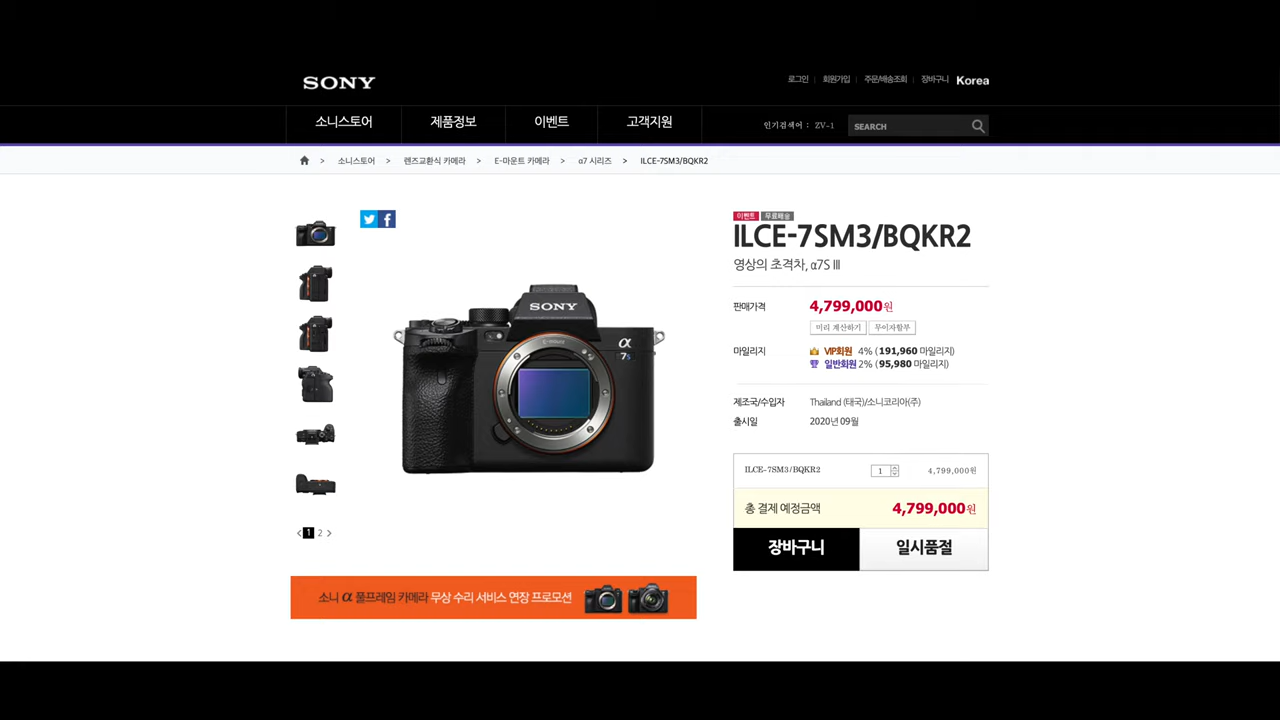 SONY
로그인 | 회원가입 | 주문/배송조회 | 장바구니 Korea
소니스토어 제품정보 이벤트 고객지원 인기검색어 : ZV-1 SEARCH
> 소니스토어 > 렌즈교환식 카메라 > E-마운트 카메라 > α7 시리즈 > ILCE-7SM3/BQKR2
이벤트 무료배송
ILCE-7SM3/BQKR2
영상의 초격차, α7S III
판매가격 4,799,000원
미리 계산하기 무이자할부
마일리지 VIP회원 4% (191,960 마일리지)
일반회원 2% (95,980 마일리지)
제조국/수입자 Thailand (태국)/소니코리아(주)
출시일 2020년 09월
SONY
E-mount
α
7S
ILCE-7SM3/BQKR2 1 4,799,000원
총 결제 예정금액 4,799,000원
장바구니 일시품절
< 1 2 >
소니 α 풀프레임 카메라 무상 수리 서비스 연장 프로모션